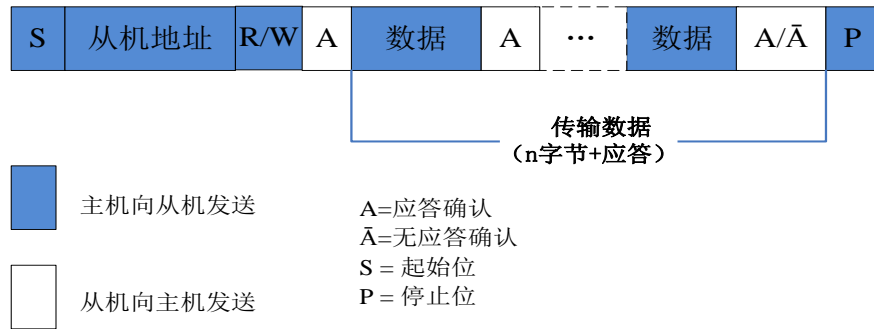 S 从机地址 R/W A 数据 A … 数据 A/Ā P
传输数据
（n字节+应答）
主机向从机发送
A=应答确认
Ā=无应答确认
S = 起始位
从机向主机发送
P = 停止位